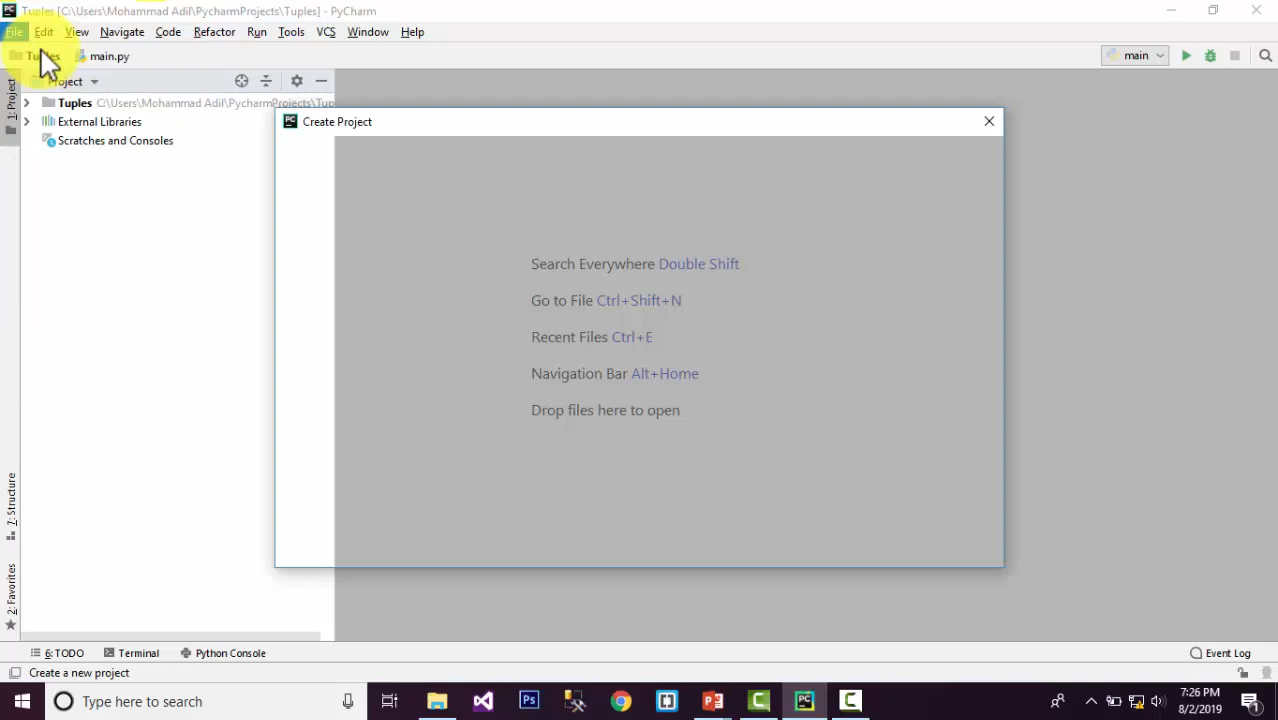 Tuples [C:\Users\Mohammad Adil\PycharmProjects\Tuples] - PyCharm
File Edit View Navigate Code Refactor Run Tools VCS Window Help
Tuples main.py main
1: Project
Project
Tuples C:\Users\Mohammad Adil\PycharmProjects\Tup
External Libraries
Scratches and Consoles
Create Project
Search Everywhere Double Shift
Go to File Ctrl+Shift+N
Recent Files Ctrl+E
Navigation Bar Alt+Home
Drop files here to open
7: Structure
2: Favorites
6: TODO Terminal Python Console Event Log
Create a new project
Type here to search
7:26 PM
8/2/2019
1